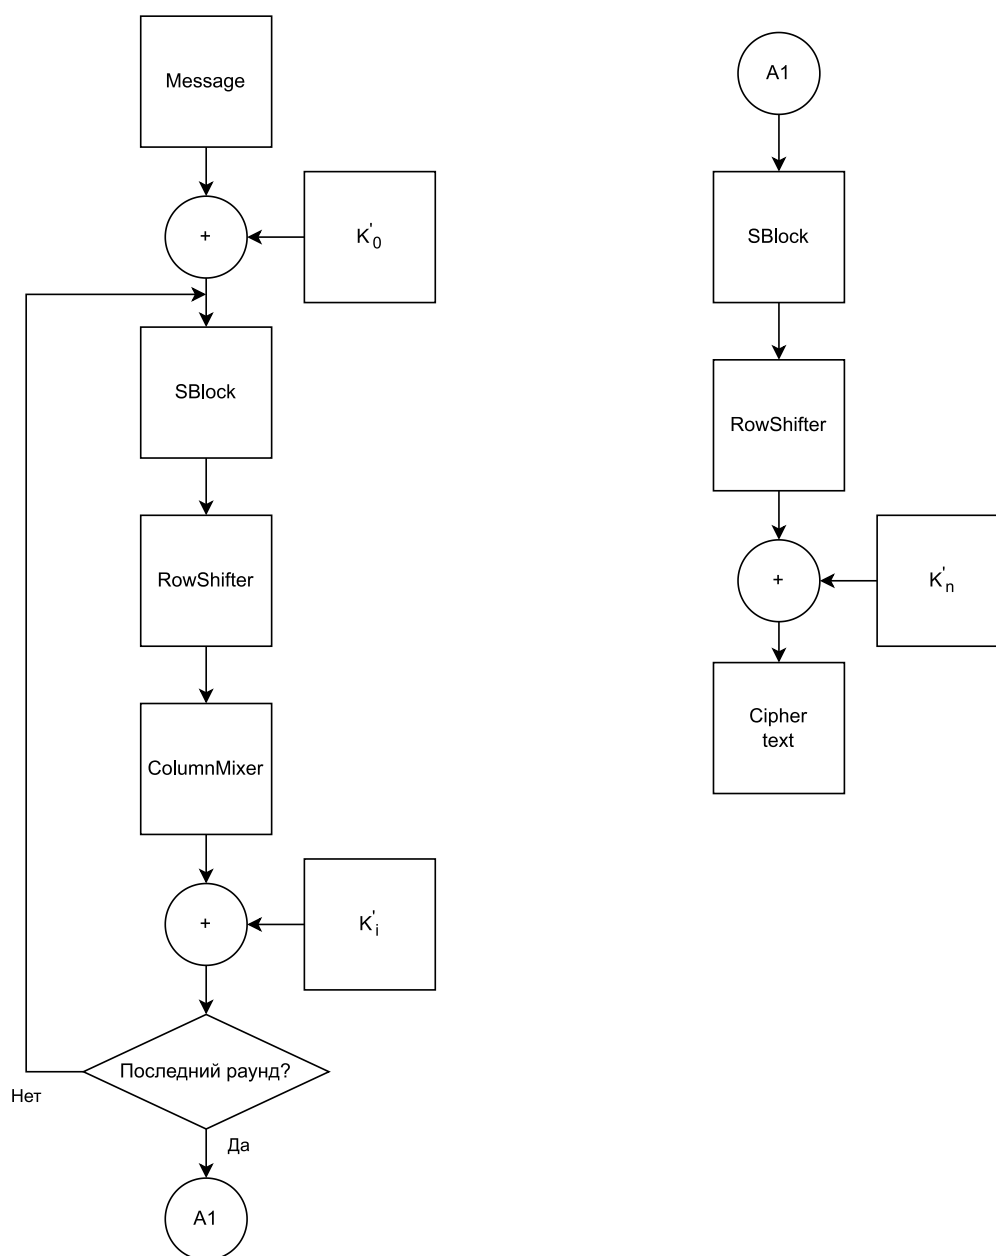 Message
+
K'0
SBlock
RowShifter
ColumnMixer
+
K'i
Последний раунд?
Нет
Да
A1
A1
SBlock
RowShifter
+
K'n
Cipher
text